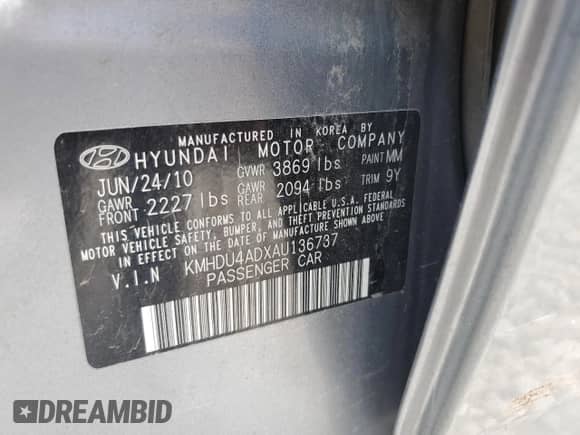 MANUFACTURED IN KOREA BY
HYUNDAI MOTOR COMPANY
JUN/24/10 GVWR 3869 lbs PAINT MM
GAWR FRONT 2227 lbs GAWR REAR 2094 lbs TRIM 9Y
THIS VEHICLE CONFORMS TO ALL APPLICABLE U.S.A. FEDERAL
MOTOR VEHICLE SAFETY, BUMPER, AND THEFT PREVENTION STANDARDS
IN EFFECT ON THE DATE OF MANUFACTURE SHOWN ABOVE.
V.I.N KMHDU4ADXAU136737
PASSENGER CAR
DREAMBID